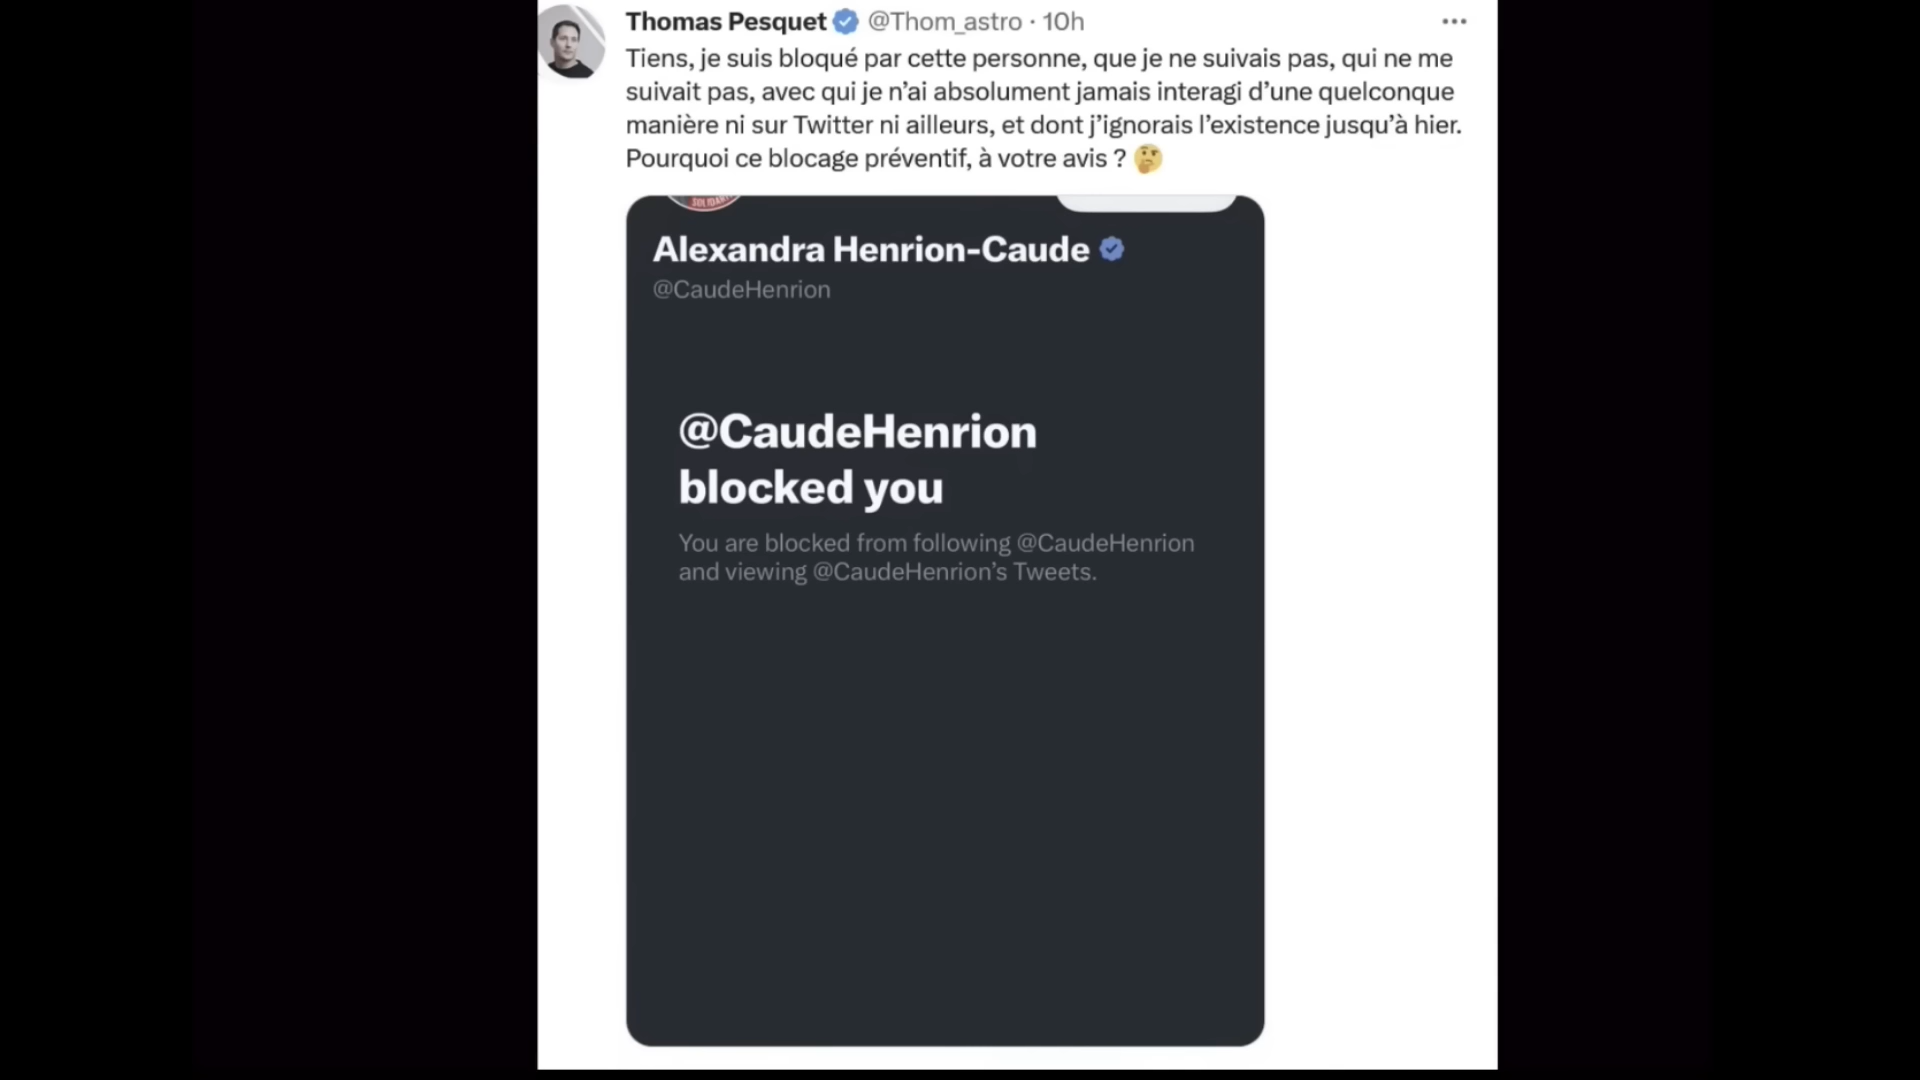 Thomas Pesquet @Thom_astro · 10h
Tiens, je suis bloqué par cette personne, que je ne suivais pas, qui ne me
suivait pas, avec qui je n’ai absolument jamais interagi d’une quelconque
manière ni sur Twitter ni ailleurs, et dont j’ignorais l’existence jusqu’à hier.
Pourquoi ce blocage préventif, à votre avis ? 🤔
Alexandra Henrion-Caude
@CaudeHenrion
@CaudeHenrion
blocked you
You are blocked from following @CaudeHenrion
and viewing @CaudeHenrion’s Tweets.